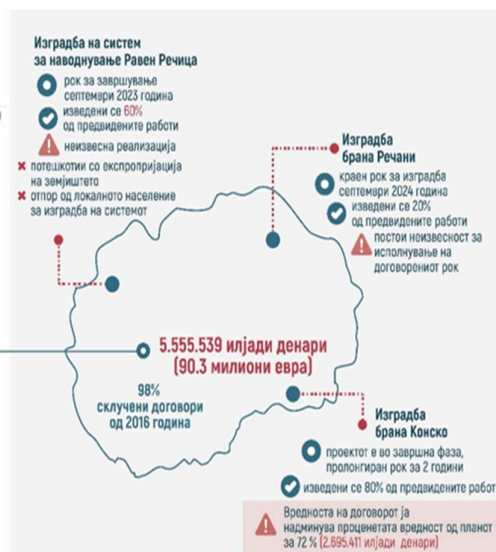 Изградба на систем
за наводнување Равен Речица
рок за завршување
септември 2023 година
изведени се 60%
од предвидените работи
неизвесна реализација
потешкотии со експропријација
на земјиштето
отпор од локалното население
за изградба на системот
Изградба
брана Речани
краен рок за изградба
септември 2024 година
изведени се 20%
од предвидените работи
постои неизвесност за
исполнување на
договорениот рок
5.555.539 илјади денари
(90.3 милиони евра)
98%
склучени договори
од 2016 година
Изградба
брана Конско
проектот е во завршна фаза,
пролонгиран рок за 2 години
изведени се 80% од предвидените работ
Вредноста на договорот ја
надминува проценетата вредност од планот
за 72 % (2.695.411 илјади денари)